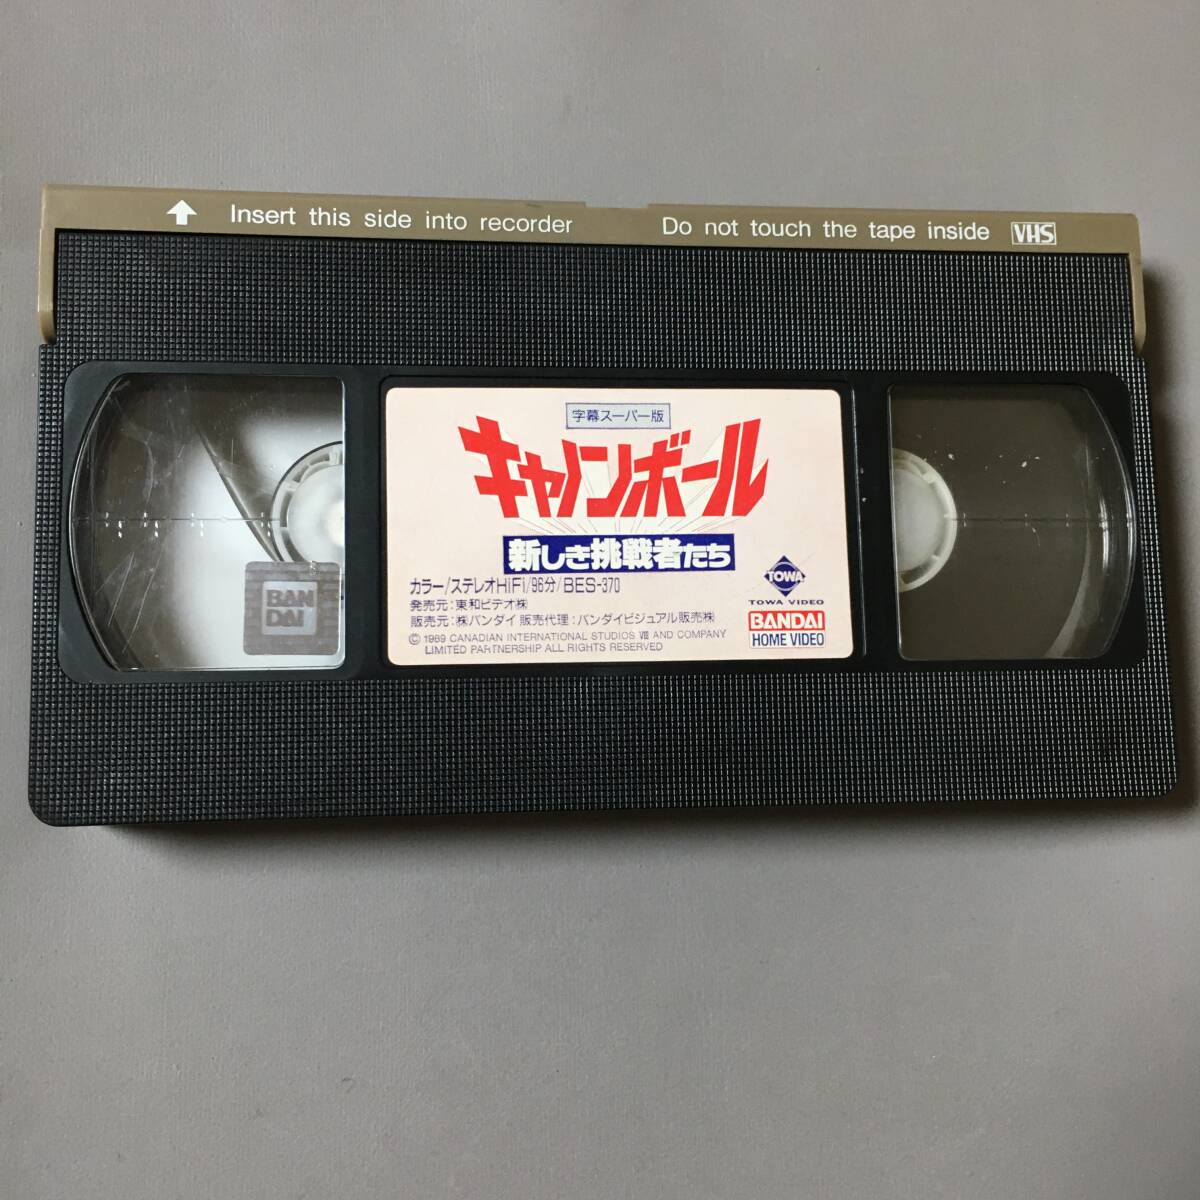 Insert this side into recorder
Do not touch the tape inside
VHS
字幕スーパー版
キャノンボール
新しき挑戦者たち
カラー/ステレオHiFi/96分/BES-370
発売元:東和ビデオ㈱
販売元:㈱バンダイ 販売代理:バンダイビジュアル販売㈱
© 1989 CANADIAN INTERNATIONAL STUDIOS Ⅷ AND COMPANY
LIMITED PARTNERSHIP ALL RIGHTS RESERVED
TOWA
TOWA VIDEO
BANDAI
HOME VIDEO
BAN
DAI